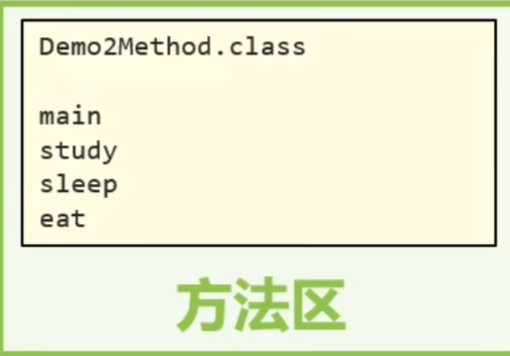 Demo2Method.class
main
study
sleep
eat
方法区